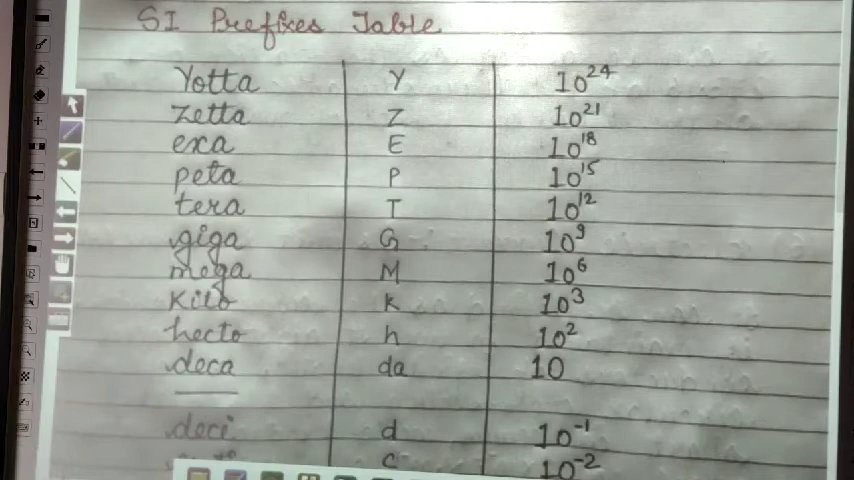 SI Prefixes Table
Yotta Y 10²⁴
Zetta Z 10²¹
exa E 10¹⁸
peta P 10¹⁵
tera T 10¹²
giga G 10⁹
mega M 10⁶
Kilo k 10³
hecto h 10²
deca da 10
deci d 10⁻¹
c 10⁻²